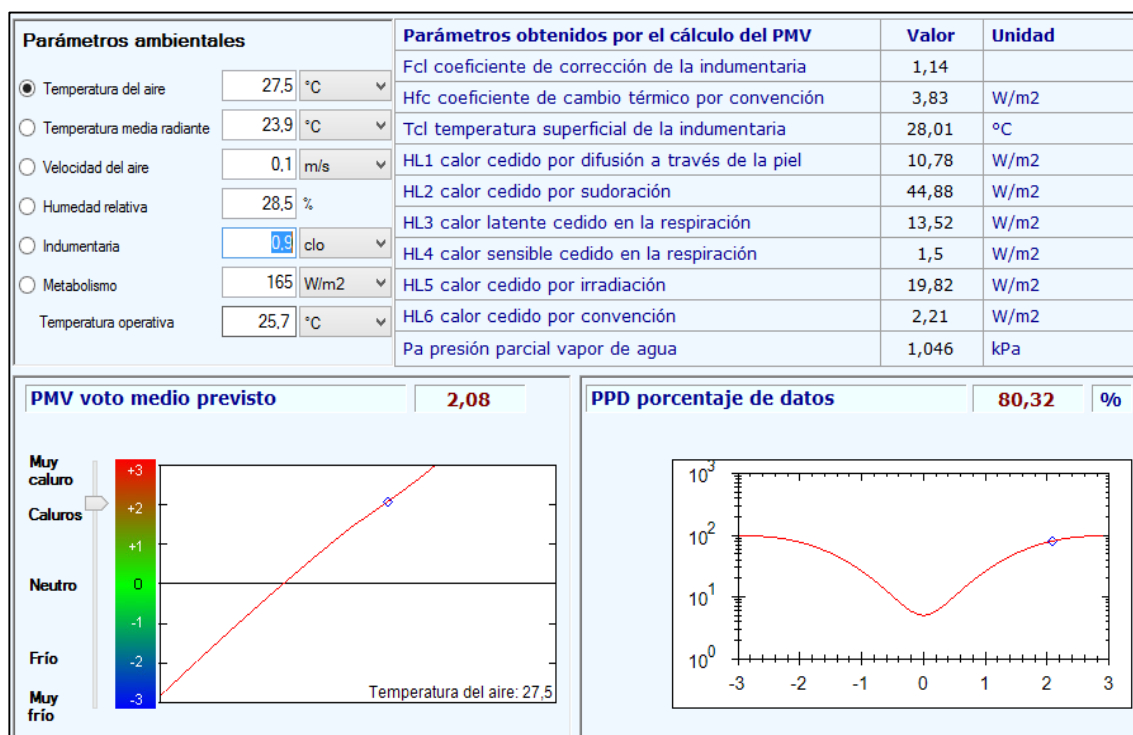 Parámetros ambientales
Temperatura del aire 27,5 °C
Temperatura media radiante 23,9 °C
Velocidad del aire 0,1 m/s
Humedad relativa 28,5 %
Indumentaria 0,9 clo
Metabolismo 165 W/m2
Temperatura operativa 25,7 °C
Parámetros obtenidos por el cálculo del PMV Valor Unidad
Fcl coeficiente de corrección de la indumentaria 1,14
Hfc coeficiente de cambio térmico por convención 3,83 W/m2
Tcl temperatura superficial de la indumentaria 28,01 °C
HL1 calor cedido por difusión a través de la piel 10,78 W/m2
HL2 calor cedido por sudoración 44,88 W/m2
HL3 calor latente cedido en la respiración 13,52 W/m2
HL4 calor sensible cedido en la respiración 1,5 W/m2
HL5 calor cedido por irradiación 19,82 W/m2
HL6 calor cedido por convención 2,21 W/m2
Pa presión parcial vapor de agua 1,046 kPa
PMV voto medio previsto 2,08
Muy
caluro
Caluros
Neutro
Frío
Muy
frío
+3
+2
+1
0
-1
-2
-3
Temperatura del aire: 27,5
PPD porcentaje de datos 80,32 %
10³
10²
10¹
10⁰
-3 -2 -1 0 1 2 3